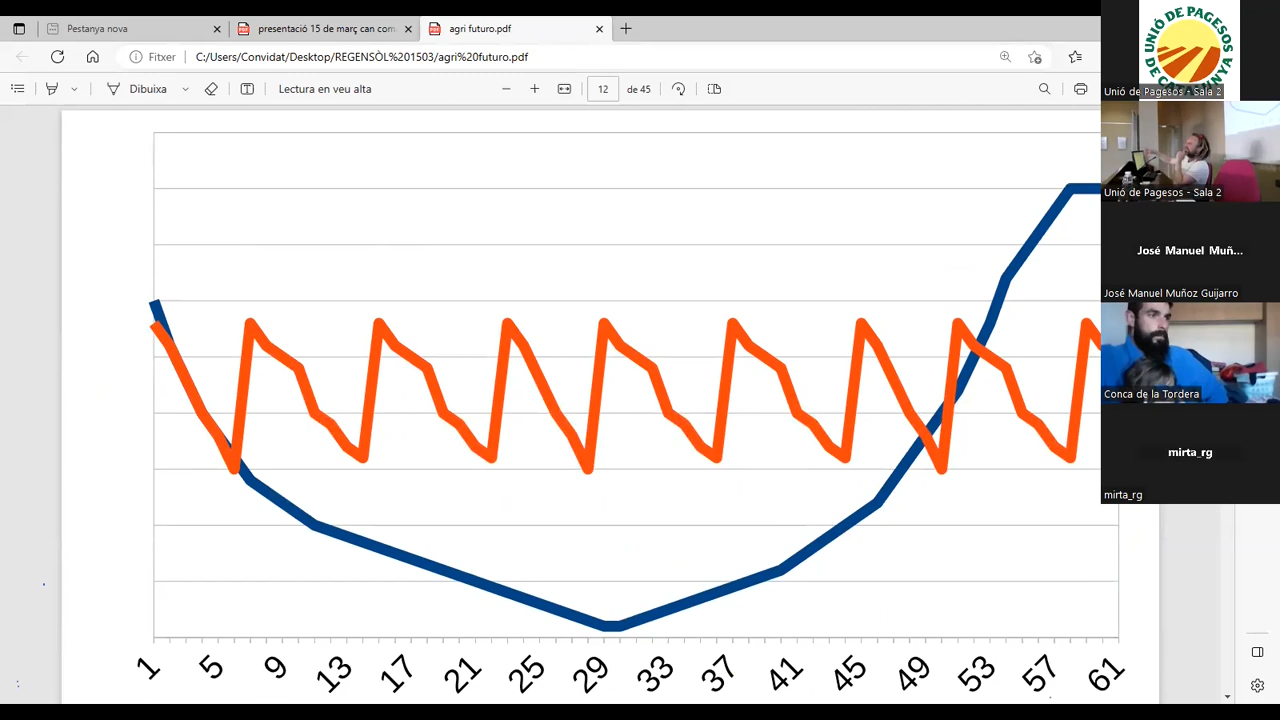 Pestanya nova
presentació 15 de març can com
agri futuro.pdf
Fitxer
C:/Users/Convidat/Desktop/REGENSÒL%201503/agri%20futuro.pdf
Dibuixa
Lectura en veu alta
12
de 45
1 5 9 13 17 21 25 29 33 37 41 45 49 53 57 61
UNIÓ DE PAGESOS
DE CATALUNYA
Unió de Pagesos - Sala 2
Unió de Pagesos - Sala 2
José Manuel Muñ...
José Manuel Muñoz Guijarro
Conca de la Tordera
mirta_rg
mirta_rg